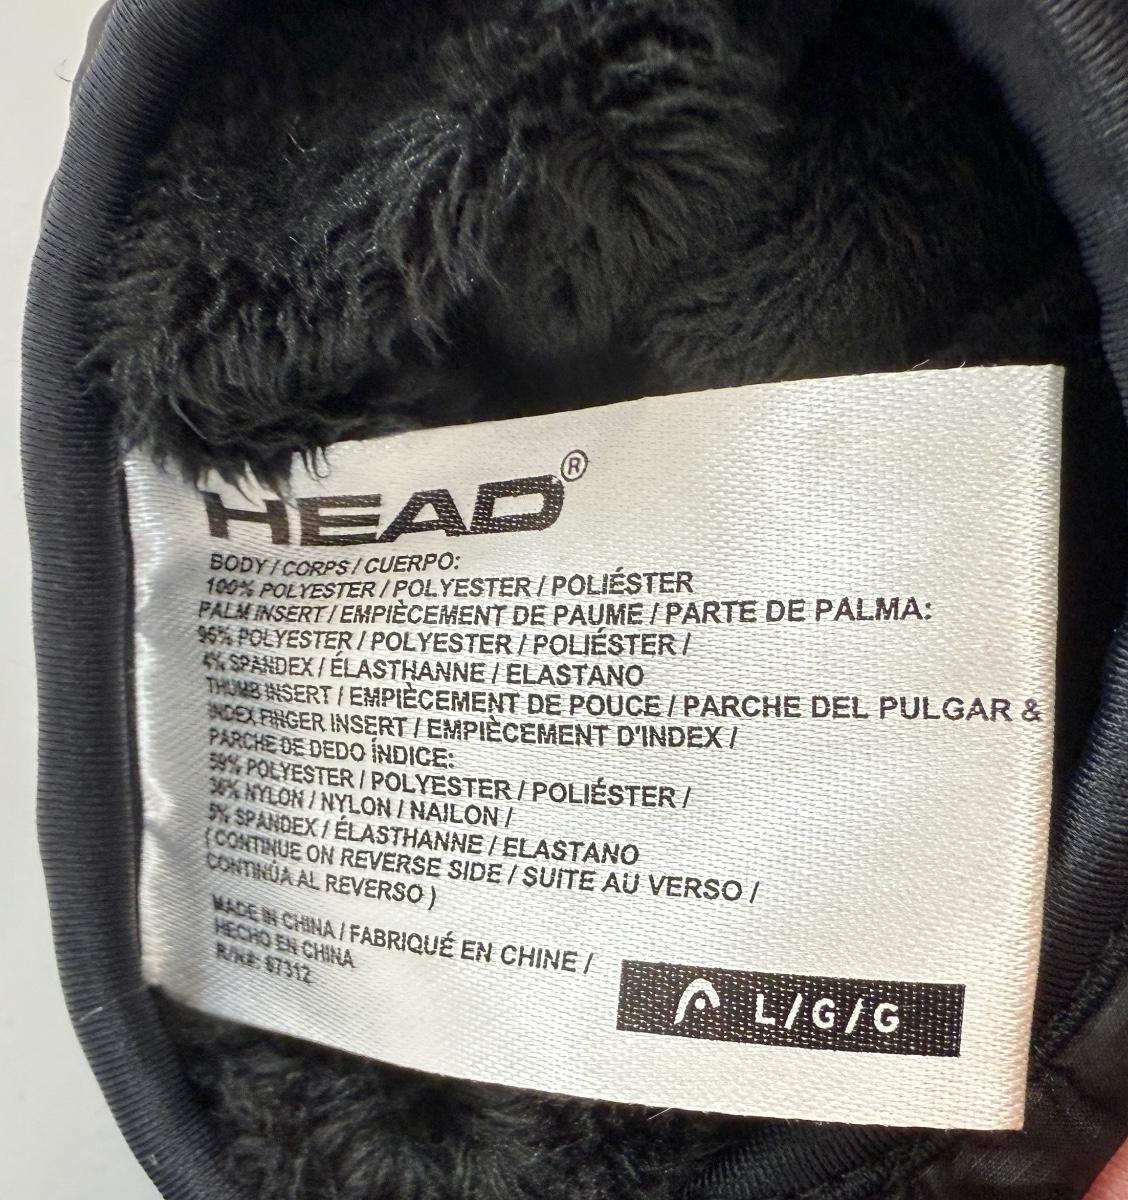 HEAD®
BODY / CORPS / CUERPO:
100% POLYESTER / POLYESTER / POLIÉSTER
PALM INSERT / EMPIÈCEMENT DE PAUME / PARTE DE PALMA:
96% POLYESTER / POLYESTER / POLIÉSTER /
4% SPANDEX / ÉLASTHANNE / ELASTANO
THUMB INSERT / EMPIÈCEMENT DE POUCE / PARCHE DEL PULGAR &
INDEX FINGER INSERT / EMPIÈCEMENT D'INDEX /
PARCHE DE DEDO ÍNDICE:
59% POLYESTER / POLYESTER / POLIÉSTER /
36% NYLON / NYLON / NAILON /
5% SPANDEX / ÉLASTHANNE / ELASTANO
( CONTINUE ON REVERSE SIDE / SUITE AU VERSO /
CONTINÚA AL REVERSO )
MADE IN CHINA / FABRIQUÉ EN CHINE /
HECHO EN CHINA
67312
L/G/G